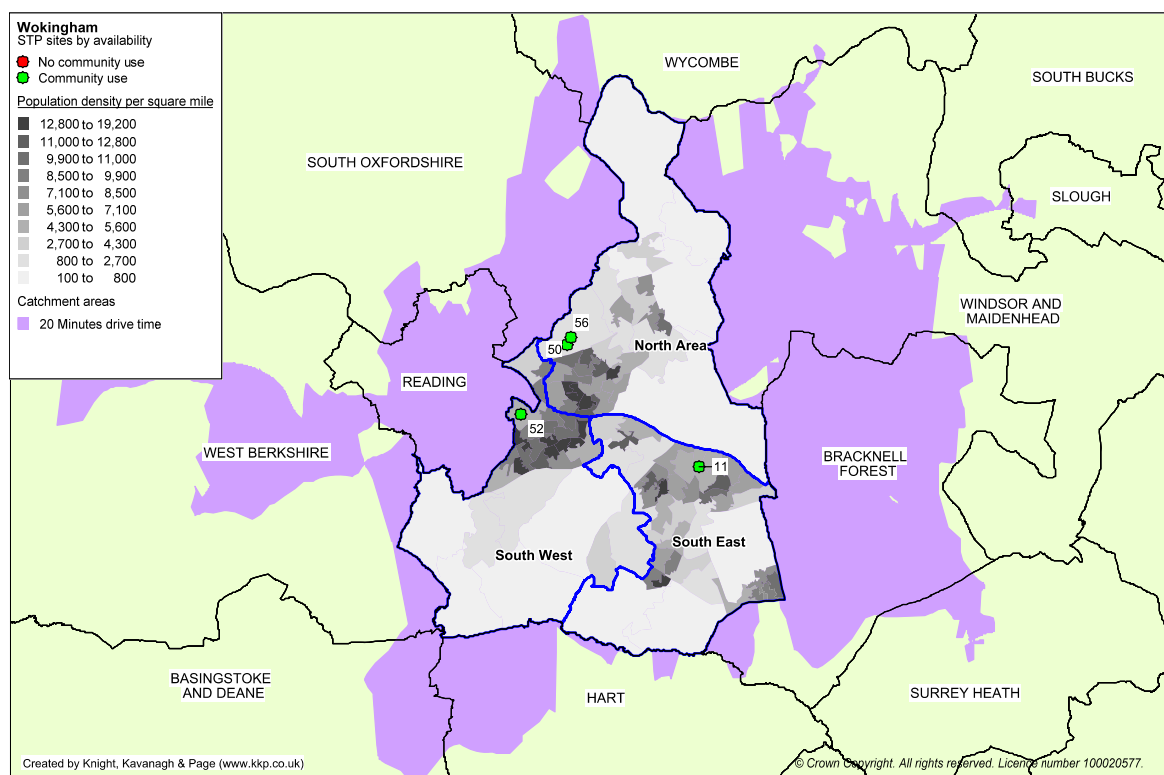 Wokingham
STP sites by availability
No community use
Community use
Population density per square mile
12,800 to 19,200
11,000 to 12,800
9,900 to 11,000
8,500 to 9,900
7,100 to 8,500
5,600 to 7,100
4,300 to 5,600
2,700 to 4,300
800 to 2,700
100 to 800
Catchment areas
20 Minutes drive time
WYCOMBE
SOUTH BUCKS
SOUTH OXFORDSHIRE
SLOUGH
WINDSOR AND
MAIDENHEAD
56
50
North Area
READING
52
WEST BERKSHIRE
11
BRACKNELL
FOREST
South West
South East
BASINGSTOKE
AND DEANE
HART
SURREY HEATH
Created by Knight, Kavanagh & Page (www.kkp.co.uk)
© Crown Copyright. All rights reserved. Licence number 100020577.